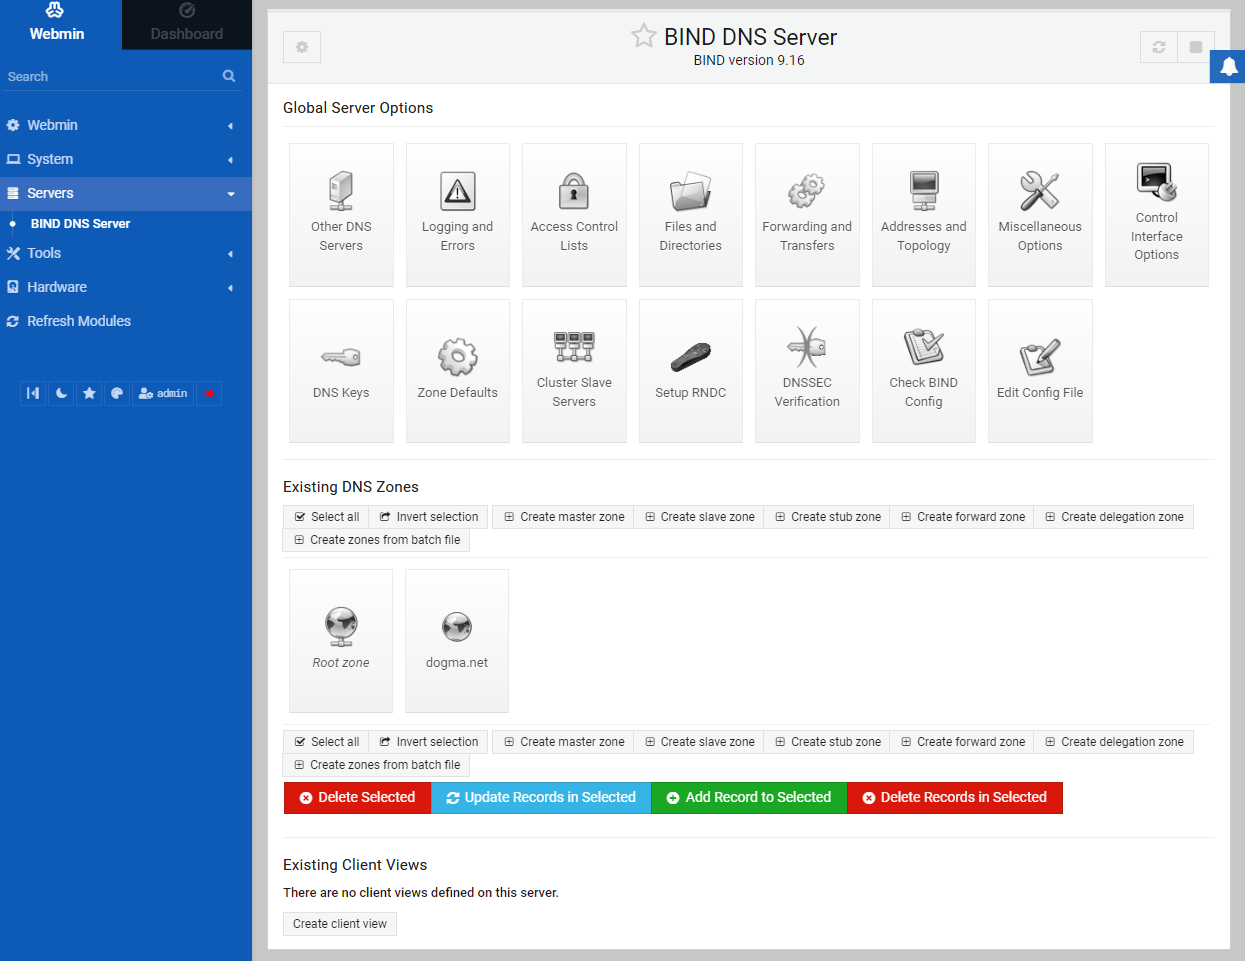 Webmin
Dashboard
Search
Webmin
System
Servers
BIND DNS Server
Tools
Hardware
Refresh Modules
admin
BIND DNS Server
BIND version 9.16
Global Server Options
Other DNS
Servers
Logging and
Errors
Access Control
Lists
Files and
Directories
Forwarding and
Transfers
Addresses and
Topology
Miscellaneous
Options
Control
Interface
Options
DNS Keys
Zone Defaults
Cluster Slave
Servers
Setup RNDC
DNSSEC
Verification
Check BIND
Config
Edit Config File
Existing DNS Zones
Select all Invert selection Create master zone Create slave zone Create stub zone Create forward zone Create delegation zone
Create zones from batch file
Root zone
dogma.net
Select all Invert selection Create master zone Create slave zone Create stub zone Create forward zone Create delegation zone
Create zones from batch file
Delete Selected Update Records in Selected Add Record to Selected Delete Records in Selected
Existing Client Views
There are no client views defined on this server.
Create client view